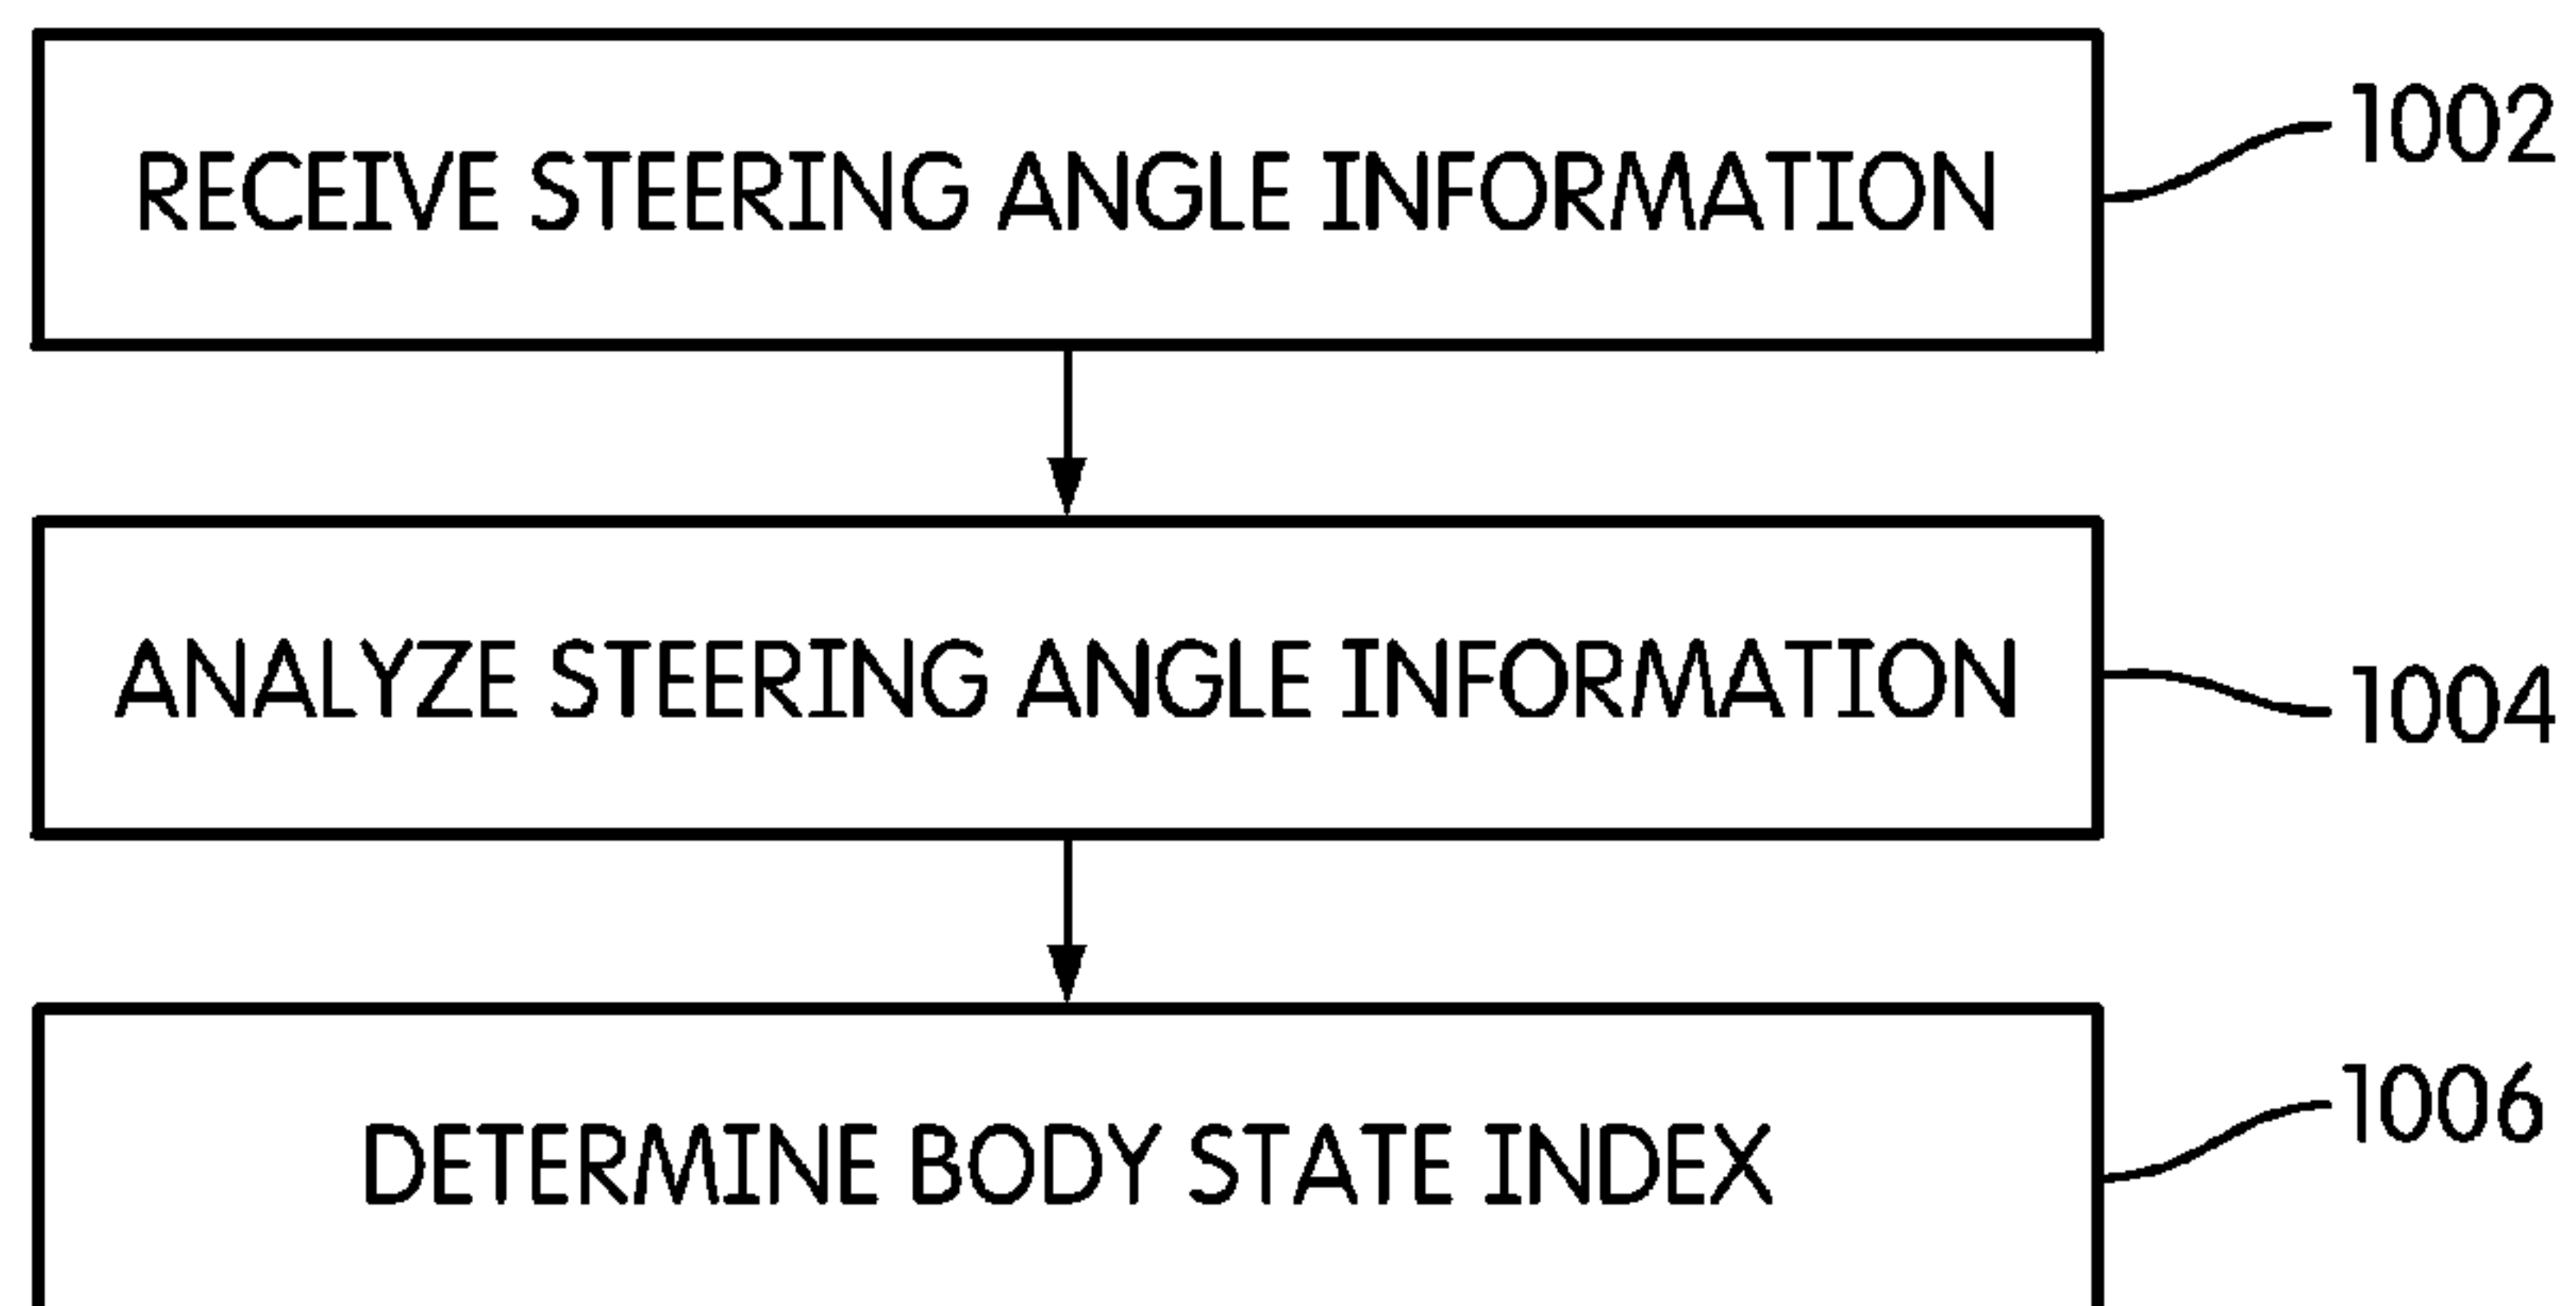 RECEIVE STEERING ANGLE INFORMATION
1002
ANALYZE STEERING ANGLE INFORMATION
1004
DETERMINE BODY STATE INDEX
1006